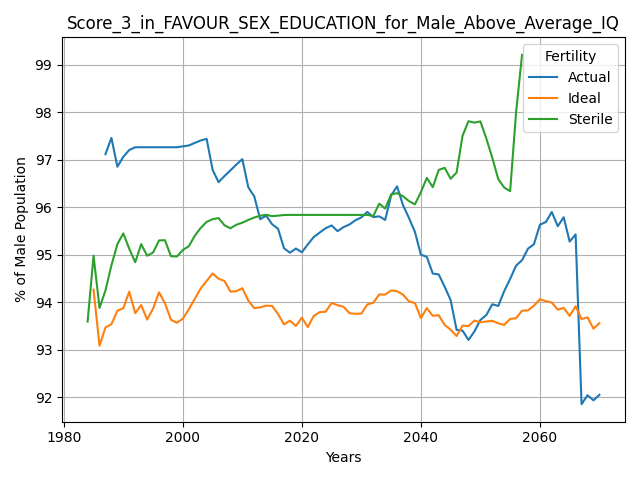 Score_3_in_FAVOUR_SEX_EDUCATION_for_Male_Above_Average_IQ
Fertility
Actual
Ideal
Sterile
% of Male Population
99
98
97
96
95
94
93
92
1980
2000
2020
2040
2060
Years